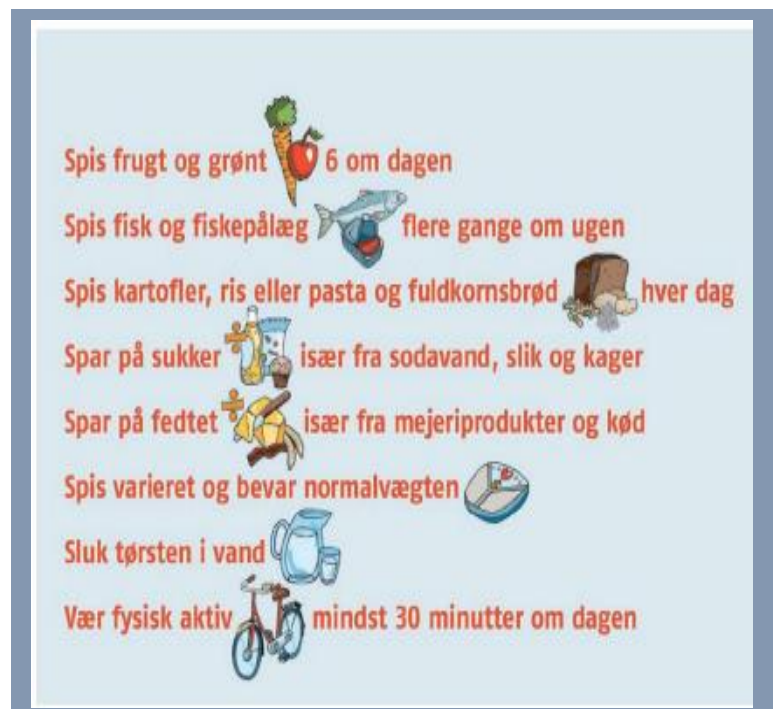 Spis frugt og grønt 6 om dagen
Spis fisk og fiskepålæg flere gange om ugen
Spis kartofler, ris eller pasta og fuldkornsbrød hver dag
Spar på sukker især fra sodavand, slik og kager
Spar på fedtet især fra mejeriprodukter og kød
Spis varieret og bevar normalvægten
Sluk tørsten i vand
Vær fysisk aktiv mindst 30 minutter om dagen